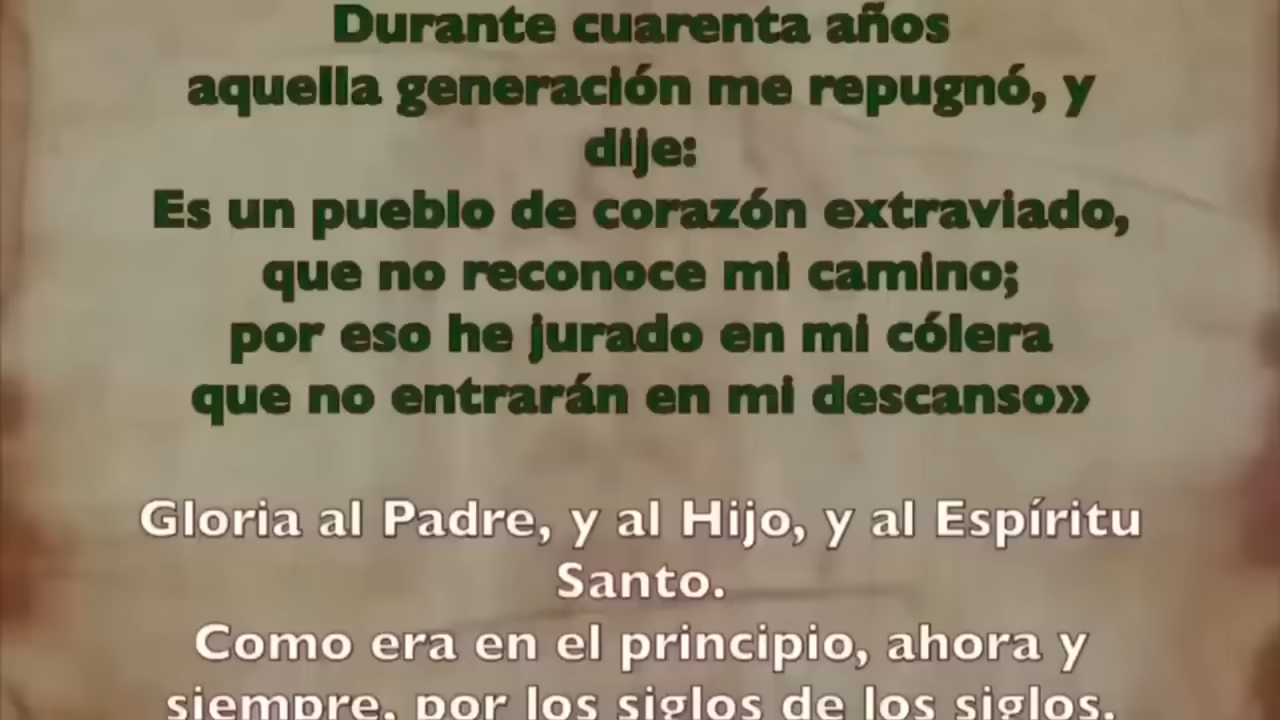 Durante cuarenta años
aquella generación me repugnó, y
dije:
Es un pueblo de corazón extraviado,
que no reconoce mi camino;
por eso he jurado en mi cólera
que no entrarán en mi descanso»
Gloria al Padre, y al Hijo, y al Espíritu
Santo.
Como era en el principio, ahora y
siempre, por los siglos de los siglos.